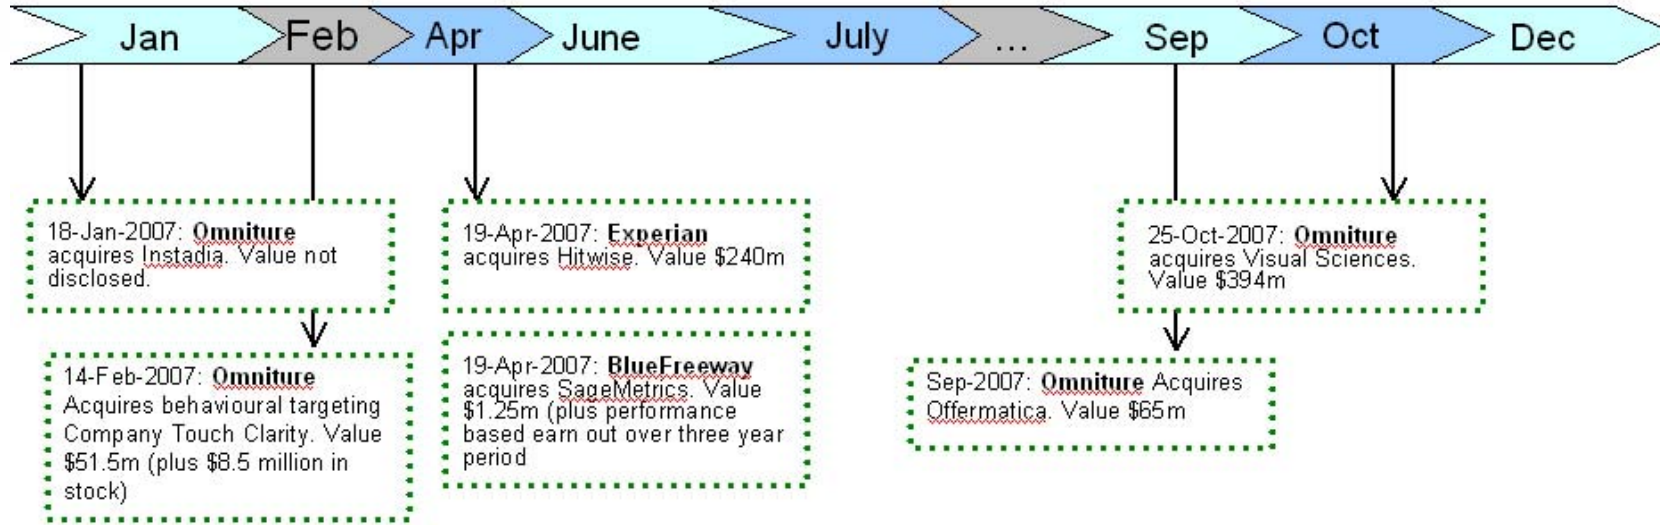 Jan
Feb
Apr
June
July
...
Sep
Oct
Dec
18-Jan-2007: Omniture
acquires Instadia. Value not
disclosed.
14-Feb-2007: Omniture
Acquires behavioural targeting
Company Touch Clarity. Value
$51.5m (plus $8.5 million in
stock)
19-Apr-2007: Experian
acquires Hitwise. Value $240m
19-Apr-2007: BlueFreeway
acquires SageMetrics. Value
$1.25m (plus performance
based earn out over three year
period
25-Oct-2007: Omniture
acquires Visual Sciences.
Value $394m
Sep-2007: Omniture Acquires
Offermatica. Value $65m